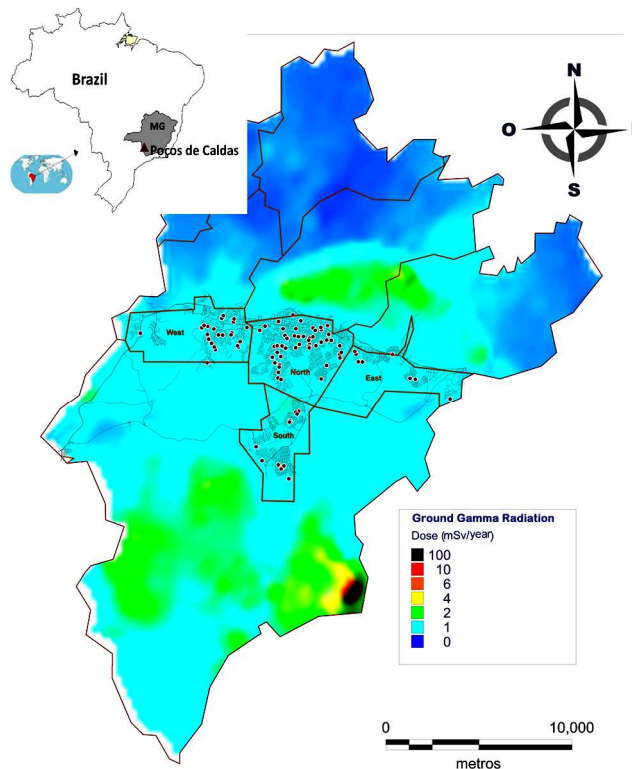 Brazil
MG
Poços de Caldas
N
O
S
West
North
East
South
Ground Gamma Radiation
Dose (mSv/year)
100
10
6
4
2
1
0
0
10,000
metros